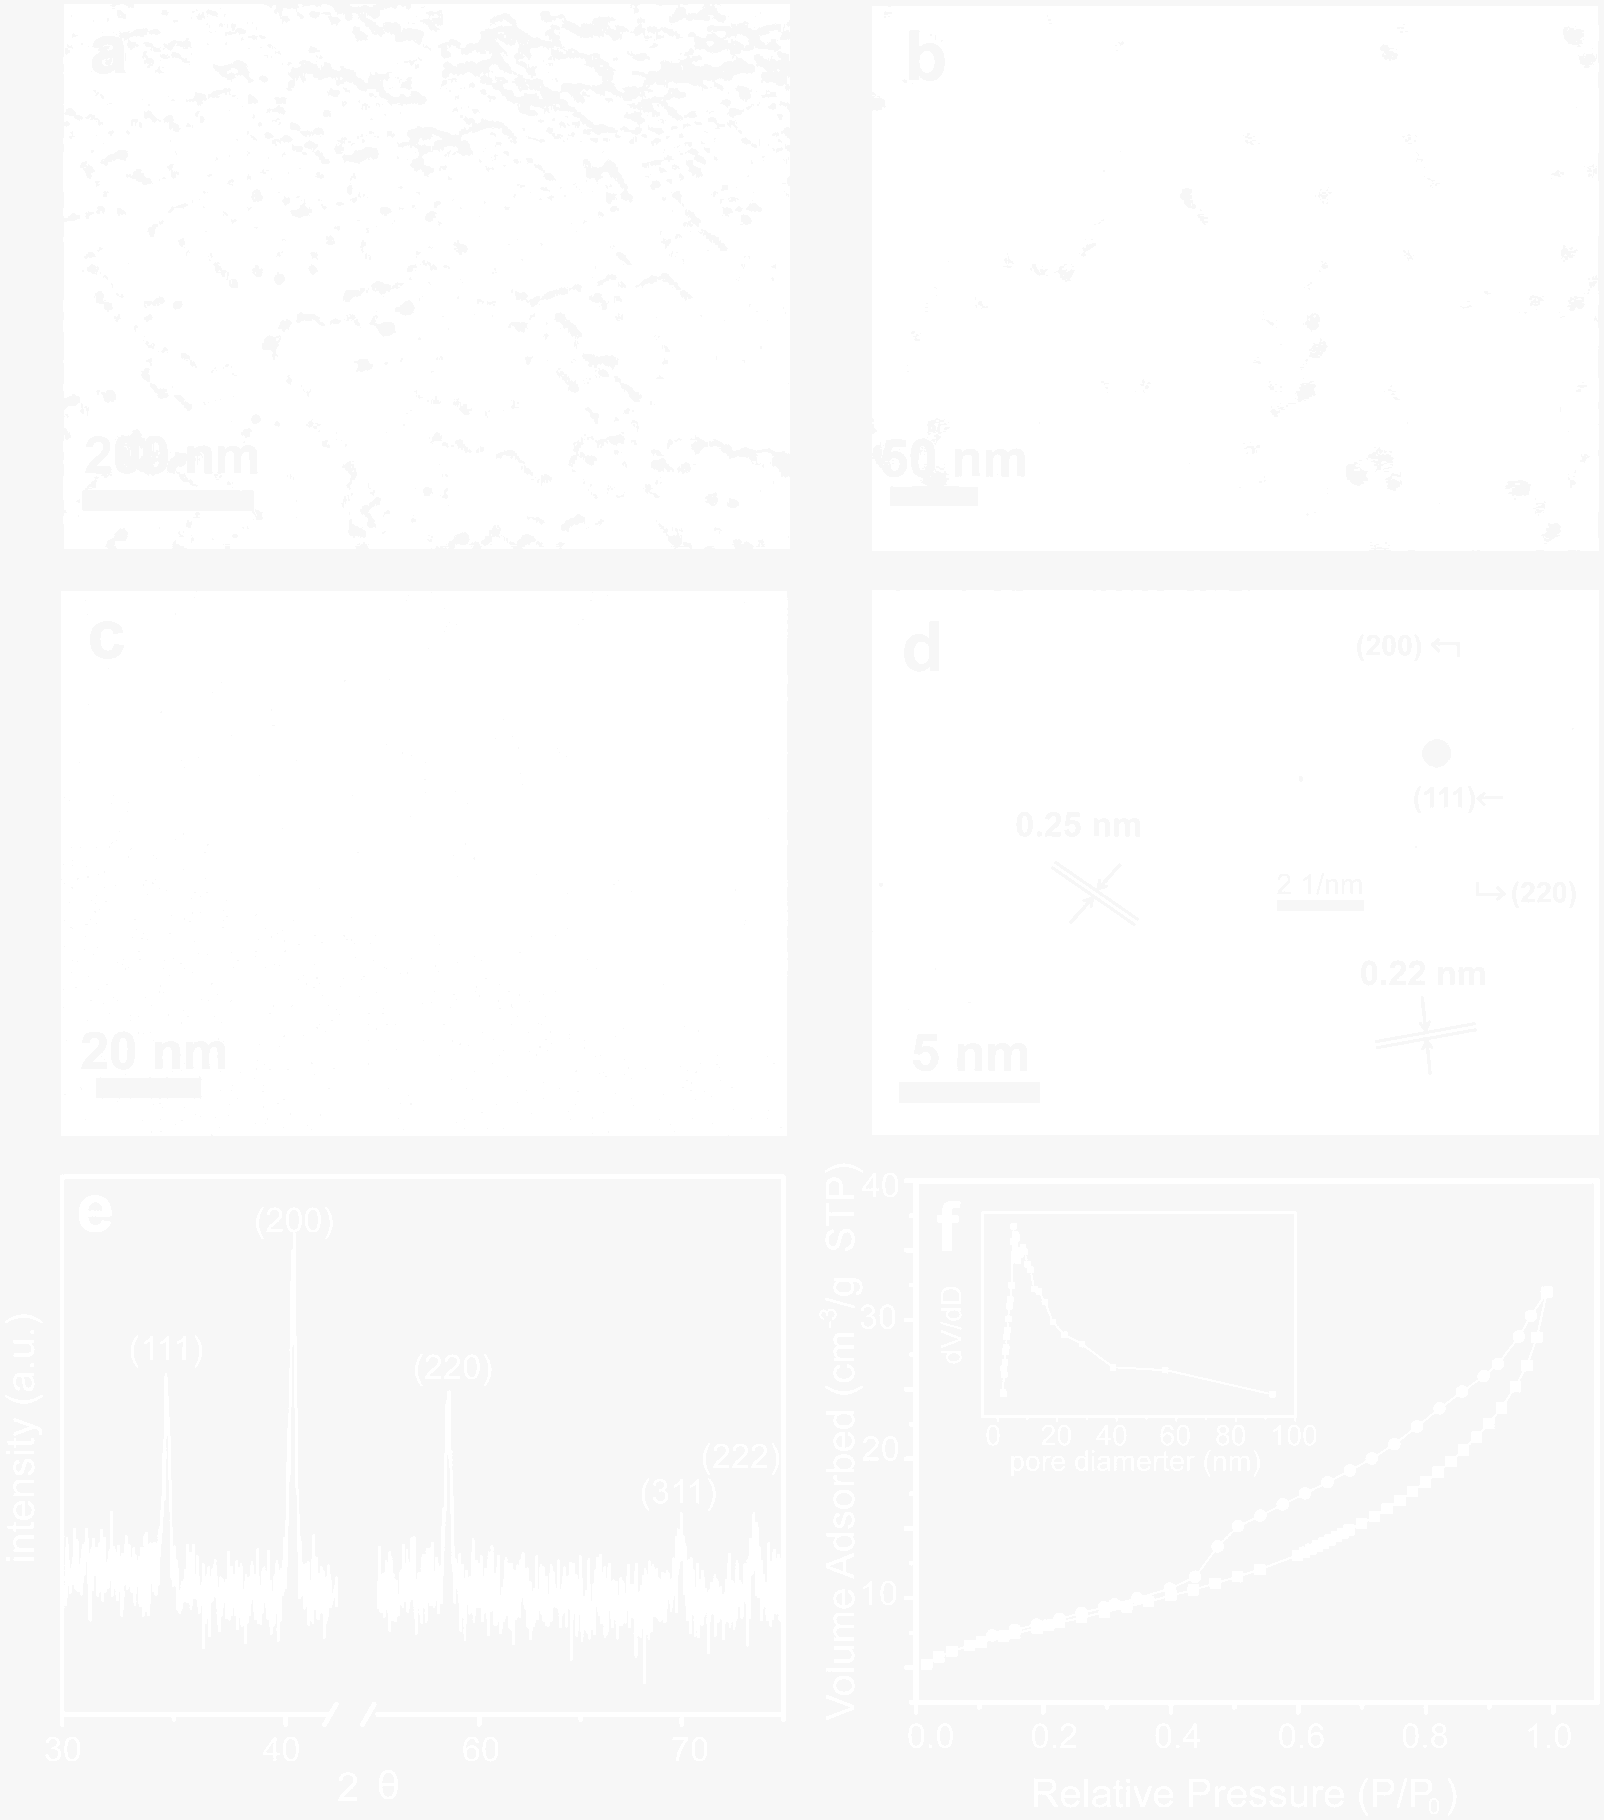 a
200 nm
b
50 nm
c
20 nm
d
(200)
(111)
0.25 nm
2 1/nm
(220)
0.22 nm
5 nm
e
(200)
(111)
(220)
(222)
(311)
intensity (a.u.)
30 40 60 70
2 θ
f
Volume Adsorbed (cm-3/g STP)
40
30
20
10
dV/dD
0 20 40 60 80 100
pore diamerter (nm)
0.0 0.2 0.4 0.6 0.8 1.0
Relative Pressure (P/P0)